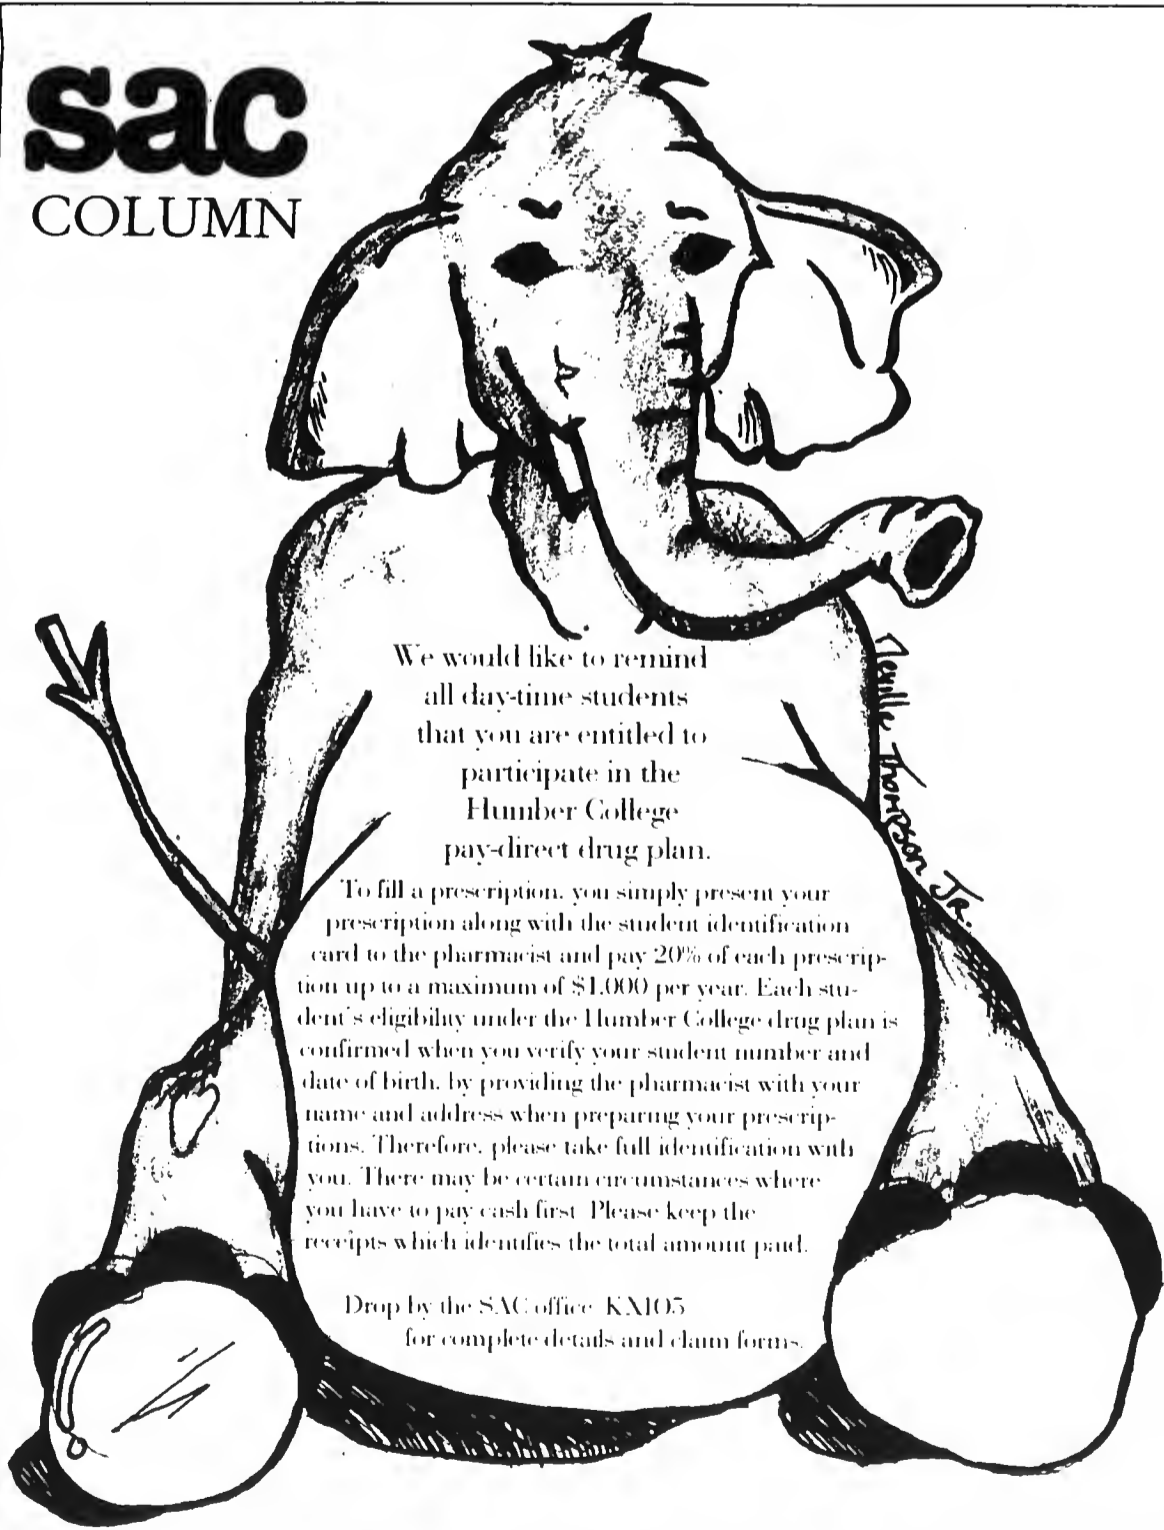 sac
COLUMN
We would like to remind
all day-time students
that you are entitled to
participate in the
Humber College
pay-direct drug plan.
To fill a prescription, you simply present your
prescription along with the student identification
card to the pharmacist and pay 20% of each prescrip-
tion up to a maximum of $1,000 per year. Each stu-
dent's eligibility under the Humber College drug plan is
confirmed when you verify your student number and
date of birth, by providing the pharmacist with your
name and address when preparing your prescrip-
tions. Therefore, please take full identification with
you. There may be certain circumstances where
you have to pay cash first. Please keep the
receipts which identifies the total amount paid.
Drop by the SAC office KX105
for complete details and claim forms.
Neville Thompson Jr.